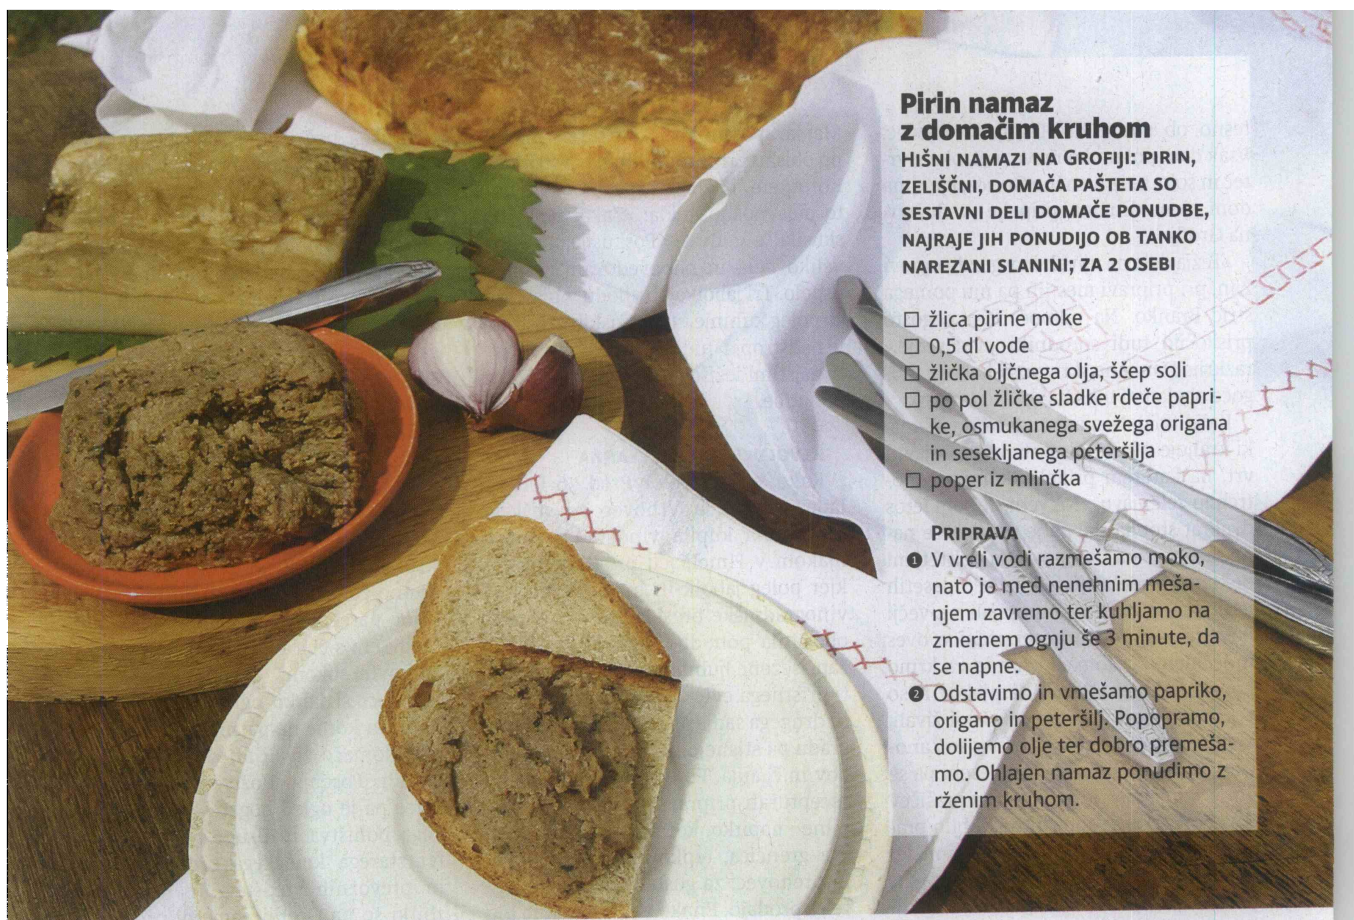 Pirin namaz
z domačim kruhom
HIŠNI NAMAZI NA GROFIJI: PIRIN,
ZELIŠČNI, DOMAČA PAŠTETA SO
SESTAVNI DELI DOMAČE PONUDBE,
NAJRAJE JIH PONUDIJO OB TANKO
NAREZANI SLANINI; ZA 2 OSEBI
☐ žlica pirine moke
☐ 0,5 dl vode
☐ žlička oljčnega olja, ščep soli
☐ po pol žličke sladke rdeče papri-
ke, osmukanega svežega origana
in sesekljanega peteršilja
☐ poper iz mlinčka
PRIPRAVA
❶ V vreli vodi razmešamo moko,
nato jo med nenehnim meša-
njem zavremo ter kuhljamo na
zmernem ognju še 3 minute, da
se napne.
❷ Odstavimo in vmešamo papriko,
origano in peteršilj. Popopramo,
dolijemo olje ter dobro premeša-
mo. Ohlajen namaz ponudimo z
rženim kruhom.